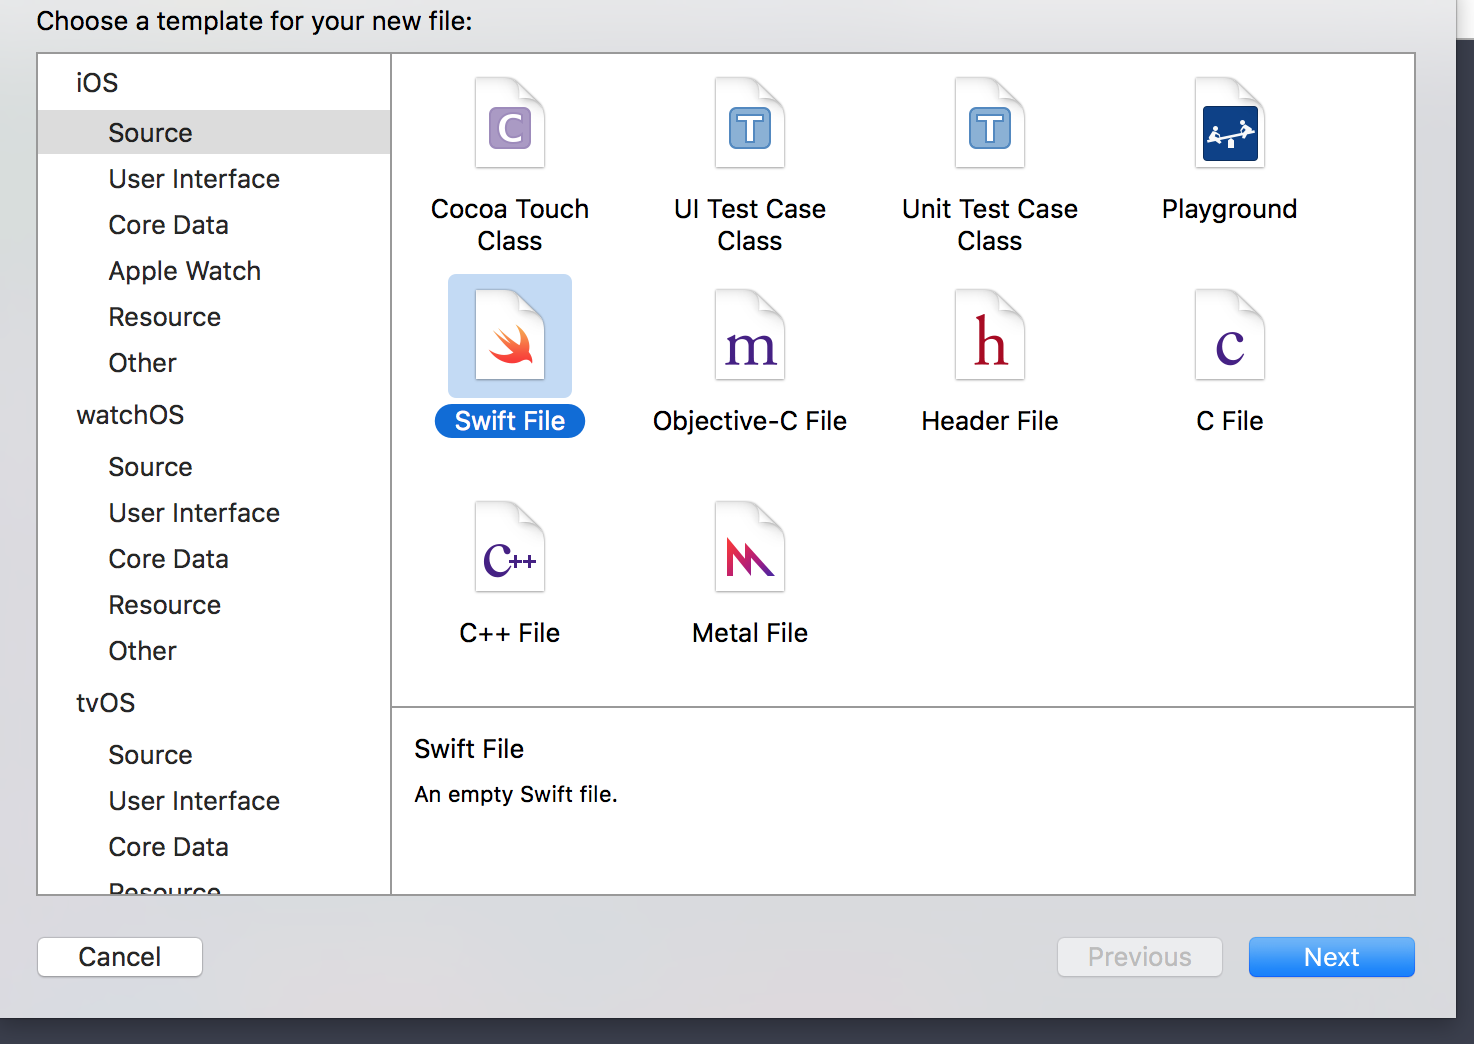 Choose a template for your new file:
iOS
Source
User Interface
Core Data
Apple Watch
Resource
Other
watchOS
Source
User Interface
Core Data
Resource
Other
tvOS
Source
User Interface
Core Data
Resource
C
Cocoa Touch
Class
T
UI Test Case
Class
T
Unit Test Case
Class
Playground
Swift File
m
Objective-C File
h
Header File
c
C File
C++
C++ File
Metal File
Swift File
An empty Swift file.
Cancel
Previous
Next